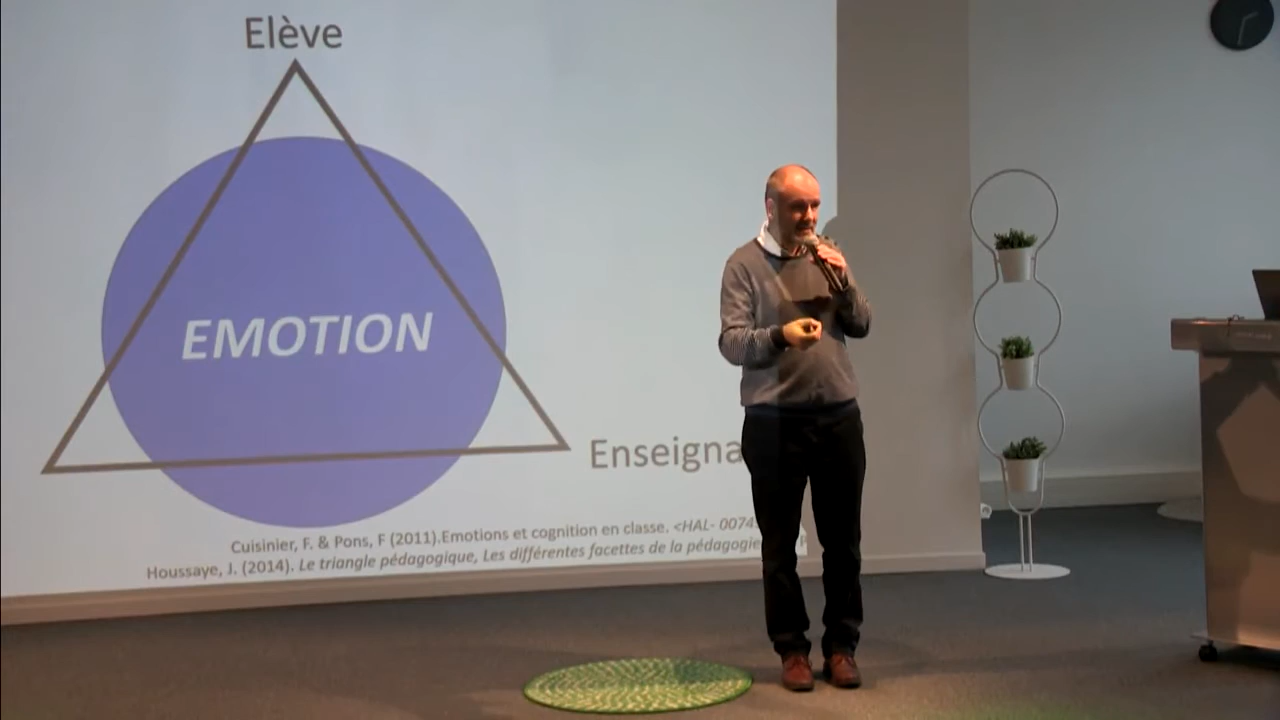 Elève
EMOTION
Enseigna
Cuisinier, F. & Pons, F (2011).Emotions et cognition en classe. <HAL- 0074
Houssaye, J. (2014). Le triangle pédagogique, Les différentes facettes de la pédagogie